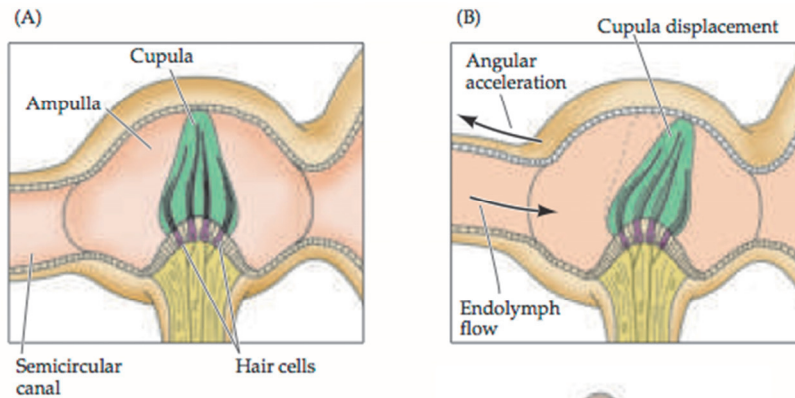 (A)
Cupula
Ampulla
Semicircular
canal
Hair cells
(B)
Cupula displacement
Angular
acceleration
Endolymph
flow